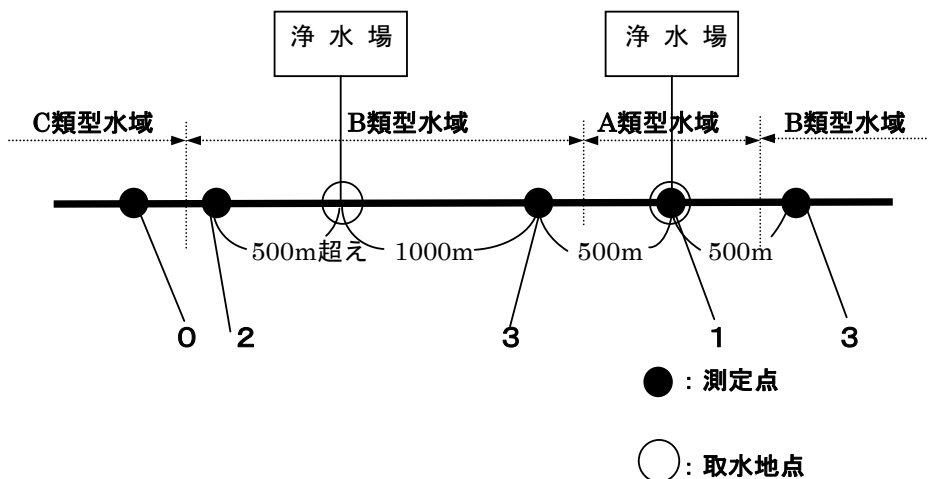 浄 水 場 浄 水 場
C類型水域 B類型水域 A類型水域 B類型水域
500m超え 1000m 500m 500m
0 2 3 1 3
：測定点
：取水地点